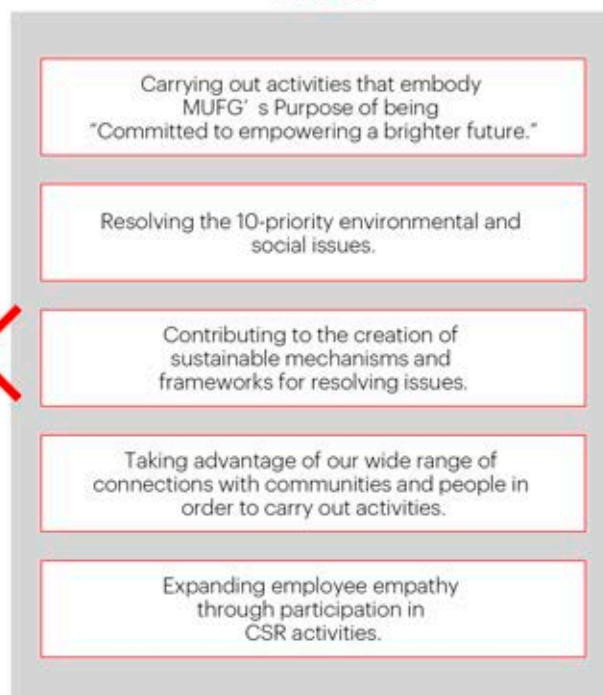 Carrying out activities that embody
MUFG’ s Purpose of being
“Committed to empowering a brighter future.”
Resolving the 10-priority environmental and
social issues.
Contributing to the creation of
sustainable mechanisms and
frameworks for resolving issues.
Taking advantage of our wide range of
connections with communities and people in
order to carry out activities.
Expanding employee empathy
through participation in
CSR activities.